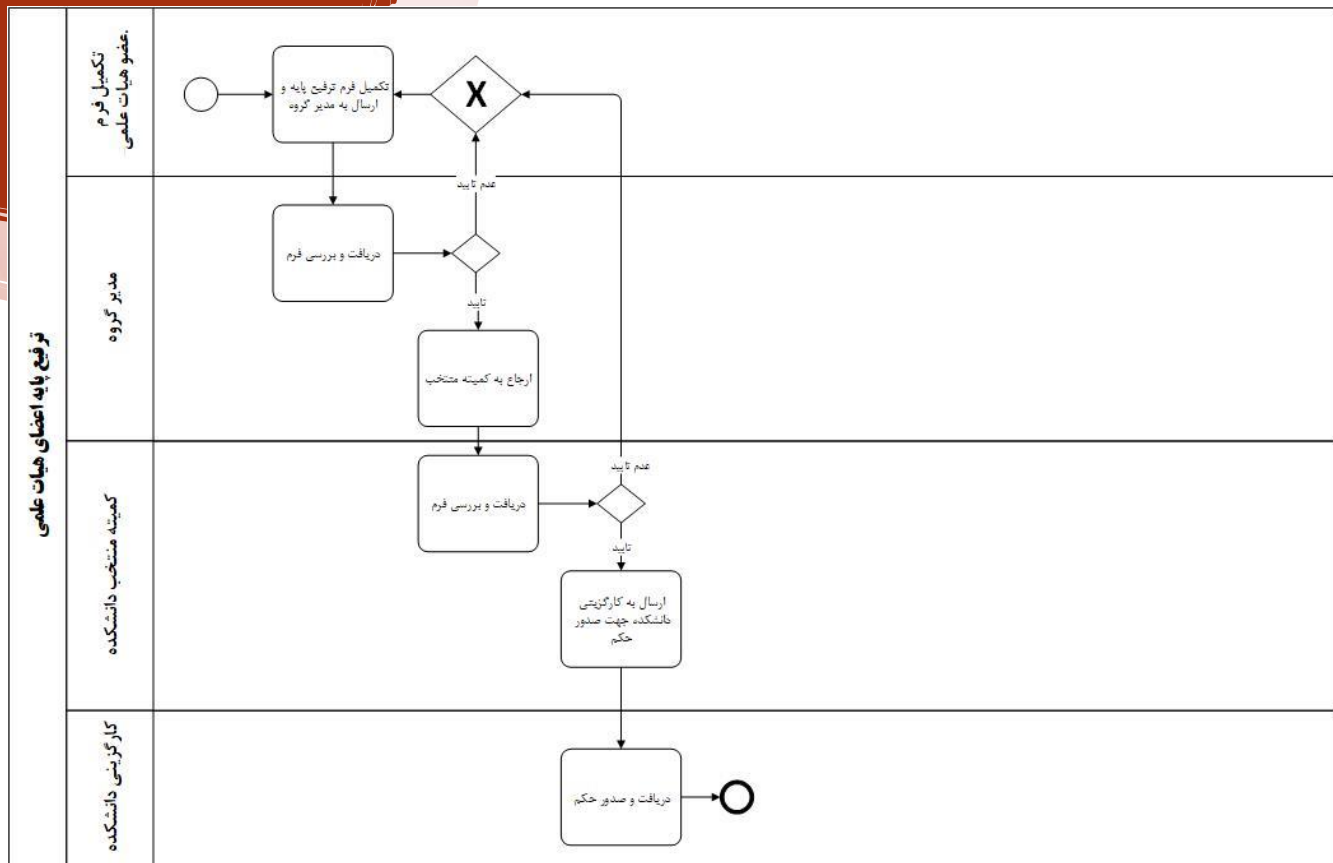 ترفیع پایه اعضای هیات علمی
تکمیل فرم
عضو هیات علمی.
تکمیل فرم ترفیع پایه و
ارسال به مدیر گروه
X
عدم تایید
مدیر گروه
دریافت و بررسی فرم
تایید
ارجاع به کمیته منتخب
کمیته منتخب دانشکده
دریافت و بررسی فرم
عدم تایید
تایید
ارسال به کارگزیتی
دانشکده جهت صدور
حکم
کارگزینی دانشکده
دریافت و صدور حکم